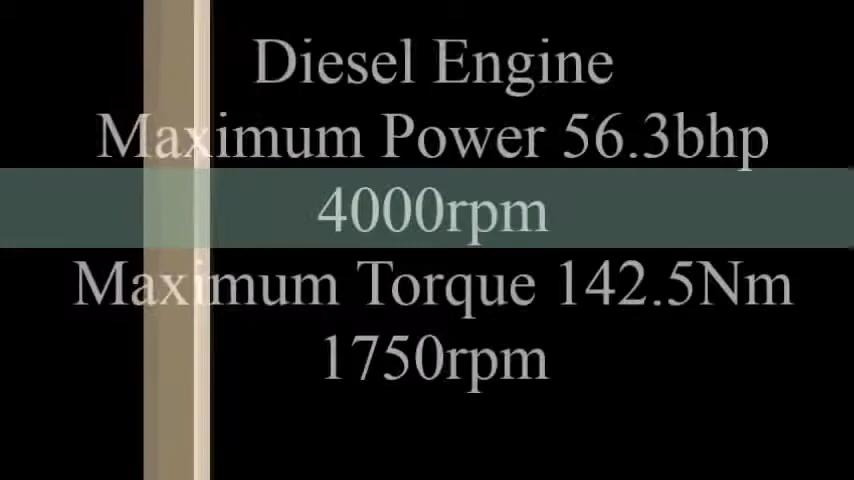 Diesel Engine
Maximum Power 56.3bhp
4000rpm
Maximum Torque 142.5Nm
1750rpm